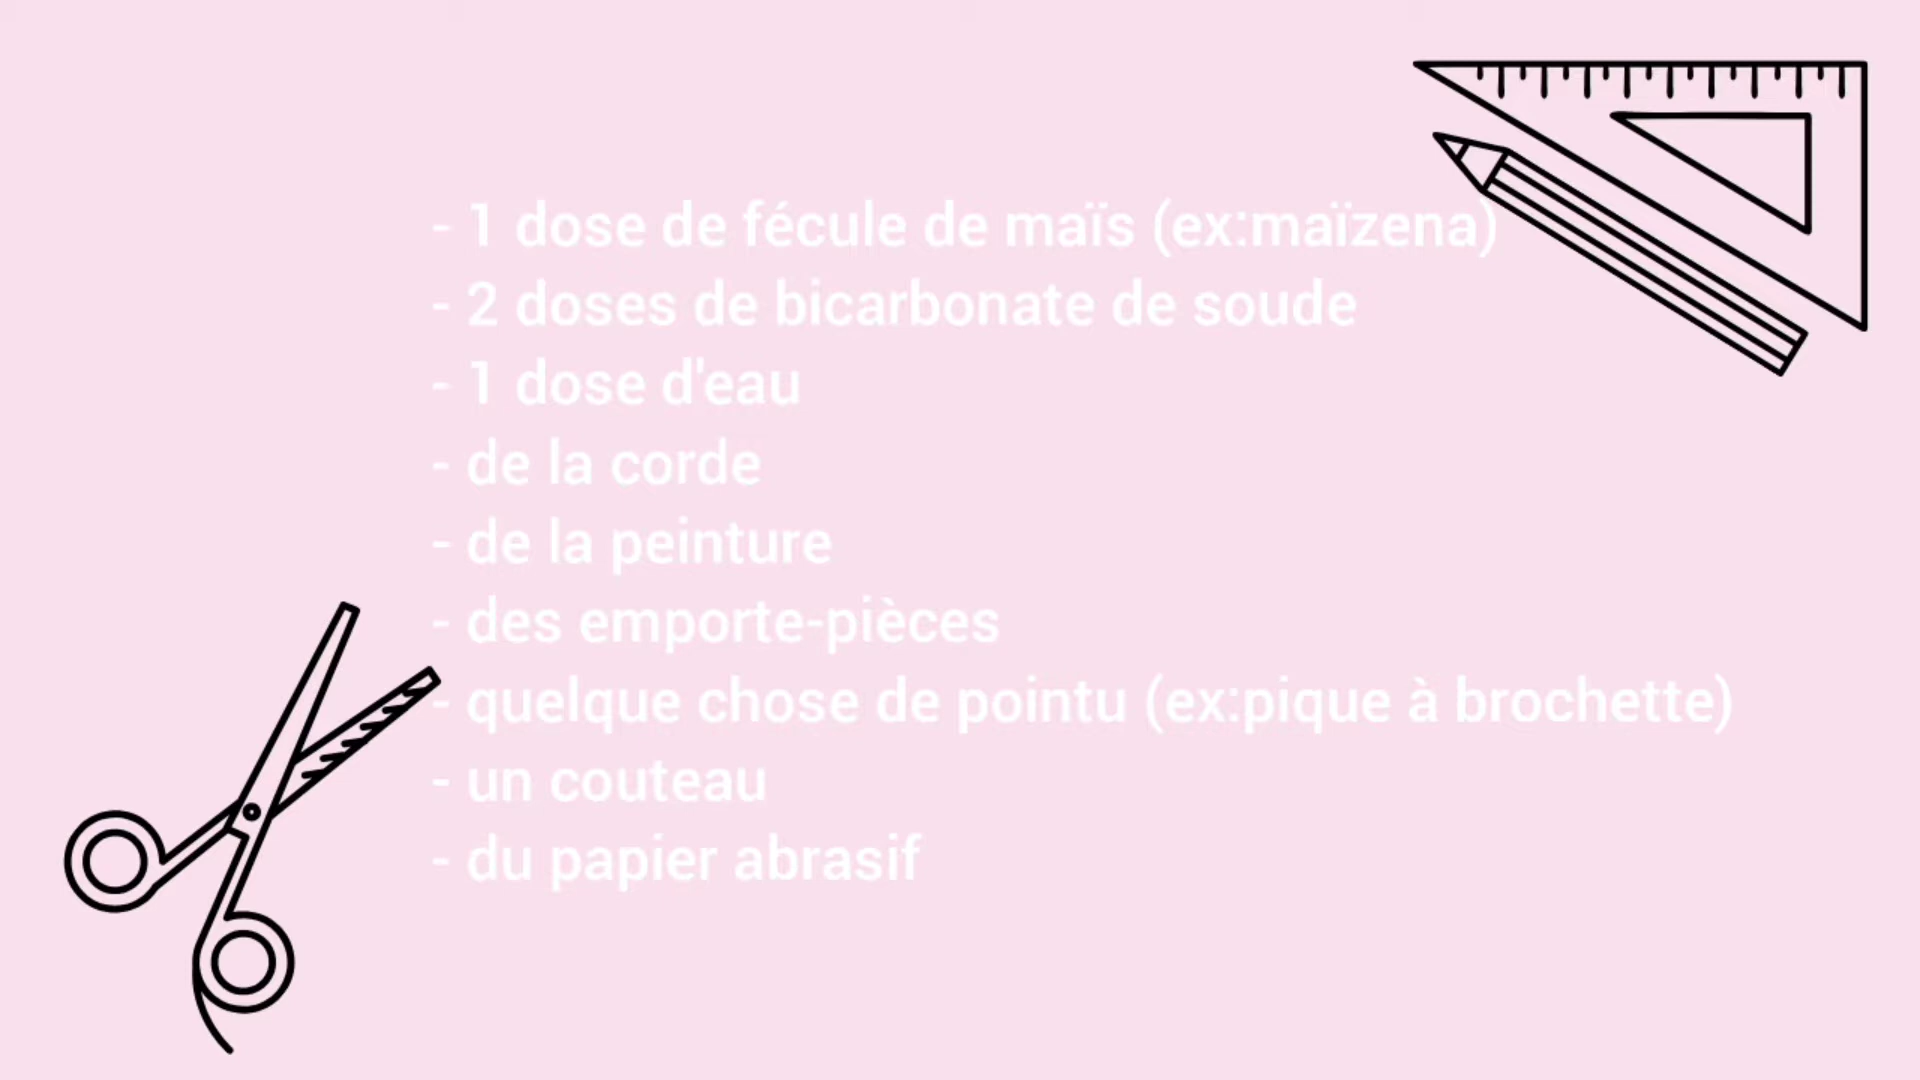 - 1 dose de fécule de maïs (ex:maïzena)
- 2 doses de bicarbonate de soude
- 1 dose d'eau
- de la corde
- de la peinture
- des emporte-pièces
- quelque chose de pointu (ex:pique à brochette)
- un couteau
- du papier abrasif